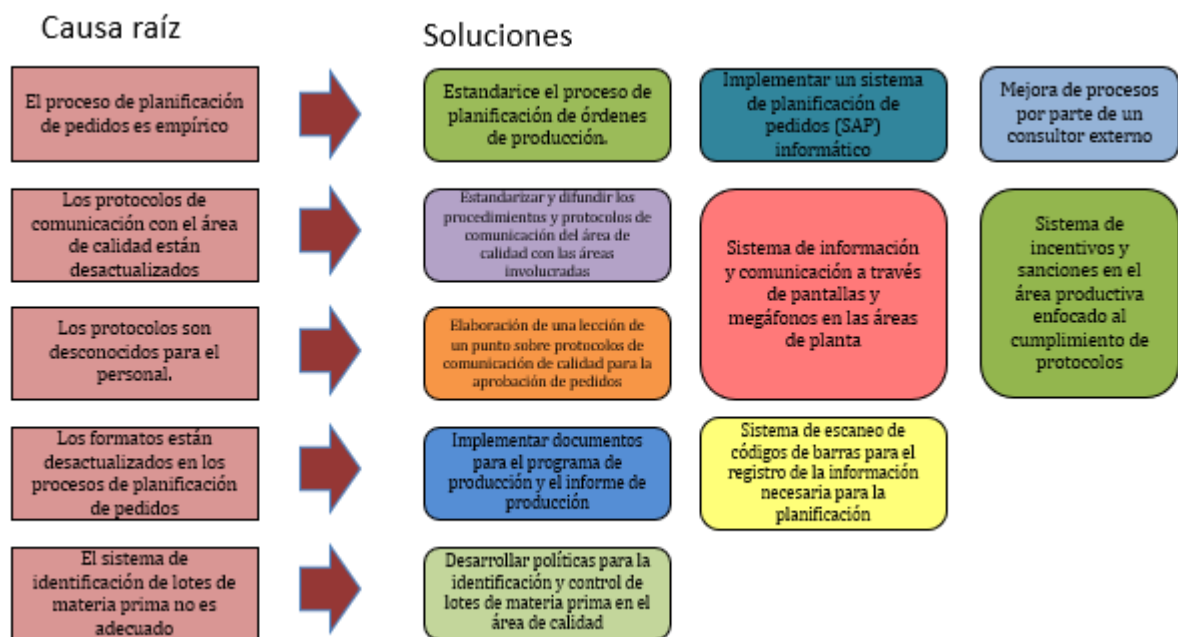 Causa raíz
Soluciones
El proceso de planificación
de pedidos es empírico
Estandarice el proceso de
planificación de órdenes
de producción.
Implementar un sistema
de planificación de
pedidos (SAP)
informático
Mejora de procesos
por parte de un
consultor externo
Los protocolos de
comunicación con el área
de calidad están
desactualizados
Estandarizar y difundir los
procedimientos y protocolos de
comunicación del área de
calidad con las áreas
involucradas
Sistema de información
y comunicación a través
de pantallas y
megáfonos en las áreas
de planta
Sistema de
incentivos y
sanciones en el
área productiva
enfocado al
cumplimiento de
protocolos
Los protocolos son
desconocidos para el
personal.
Elaboración de una lección de
un punto sobre protocolos de
comunicación de calidad para la
aprobación de pedidos
Los formatos están
desactualizados en los
procesos de planificación
de pedidos
Implementar documentos
para el programa de
producción y el informe de
producción
Sistema de escaneo de
códigos de barras para el
registro de la información
necesaria para la
planificación
El sistema de
identificación de lotes de
materia prima no es
adecuado
Desarrollar políticas para la
identificación y control de
lotes de materia prima en el
área de calidad